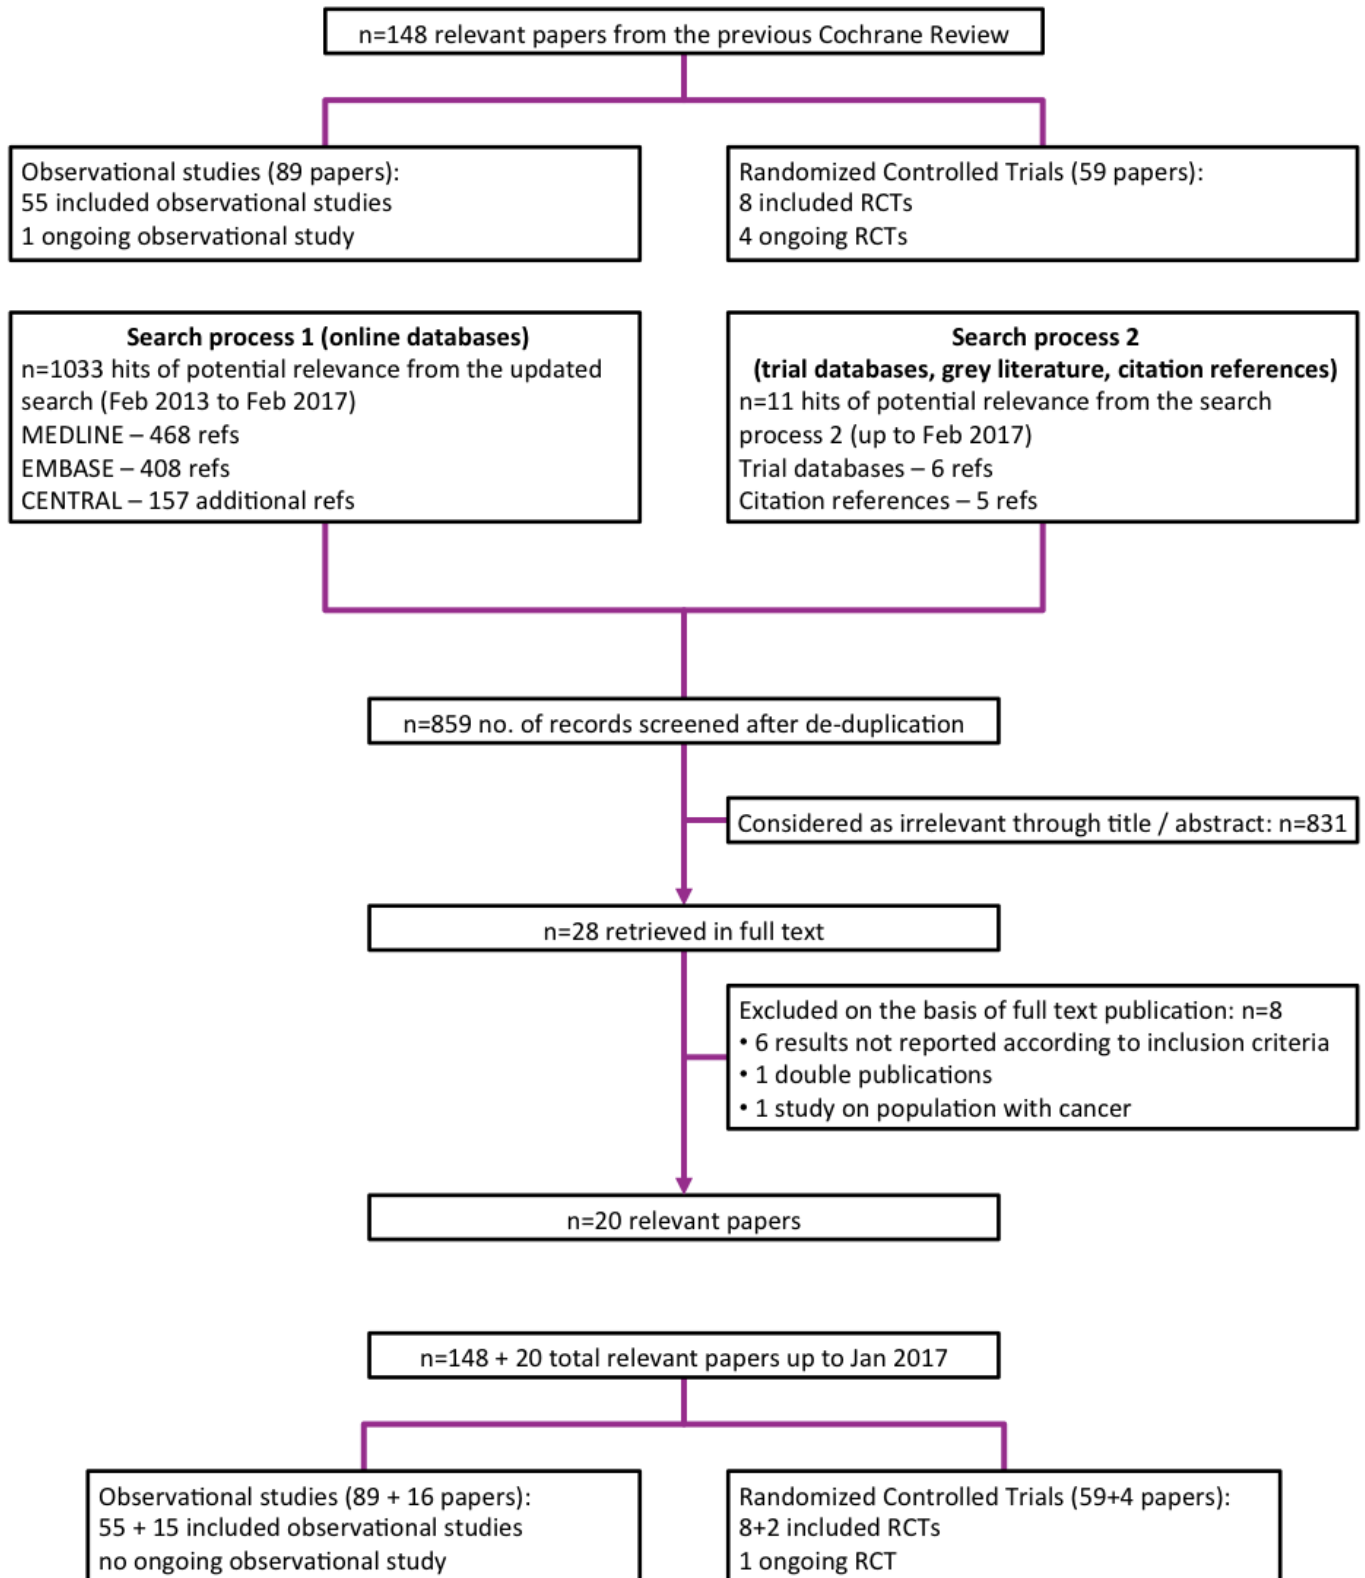 n=148 relevant papers from the previous Cochrane Review
Observational studies (89 papers):
55 included observational studies
1 ongoing observational study
Randomized Controlled Trials (59 papers):
8 included RCTs
4 ongoing RCTs
Search process 1 (online databases)
n=1033 hits of potential relevance from the updated
search (Feb 2013 to Feb 2017)
MEDLINE – 468 refs
EMBASE – 408 refs
CENTRAL – 157 additional refs
Search process 2
(trial databases, grey literature, citation references)
n=11 hits of potential relevance from the search
process 2 (up to Feb 2017)
Trial databases – 6 refs
Citation references – 5 refs
n=859 no. of records screened after de-duplication
Considered as irrelevant through title / abstract: n=831
n=28 retrieved in full text
Excluded on the basis of full text publication: n=8
• 6 results not reported according to inclusion criteria
• 1 double publications
• 1 study on population with cancer
n=20 relevant papers
n=148 + 20 total relevant papers up to Jan 2017
Observational studies (89 + 16 papers):
55 + 15 included observational studies
no ongoing observational study
Randomized Controlled Trials (59+4 papers):
8+2 included RCTs
1 ongoing RCT